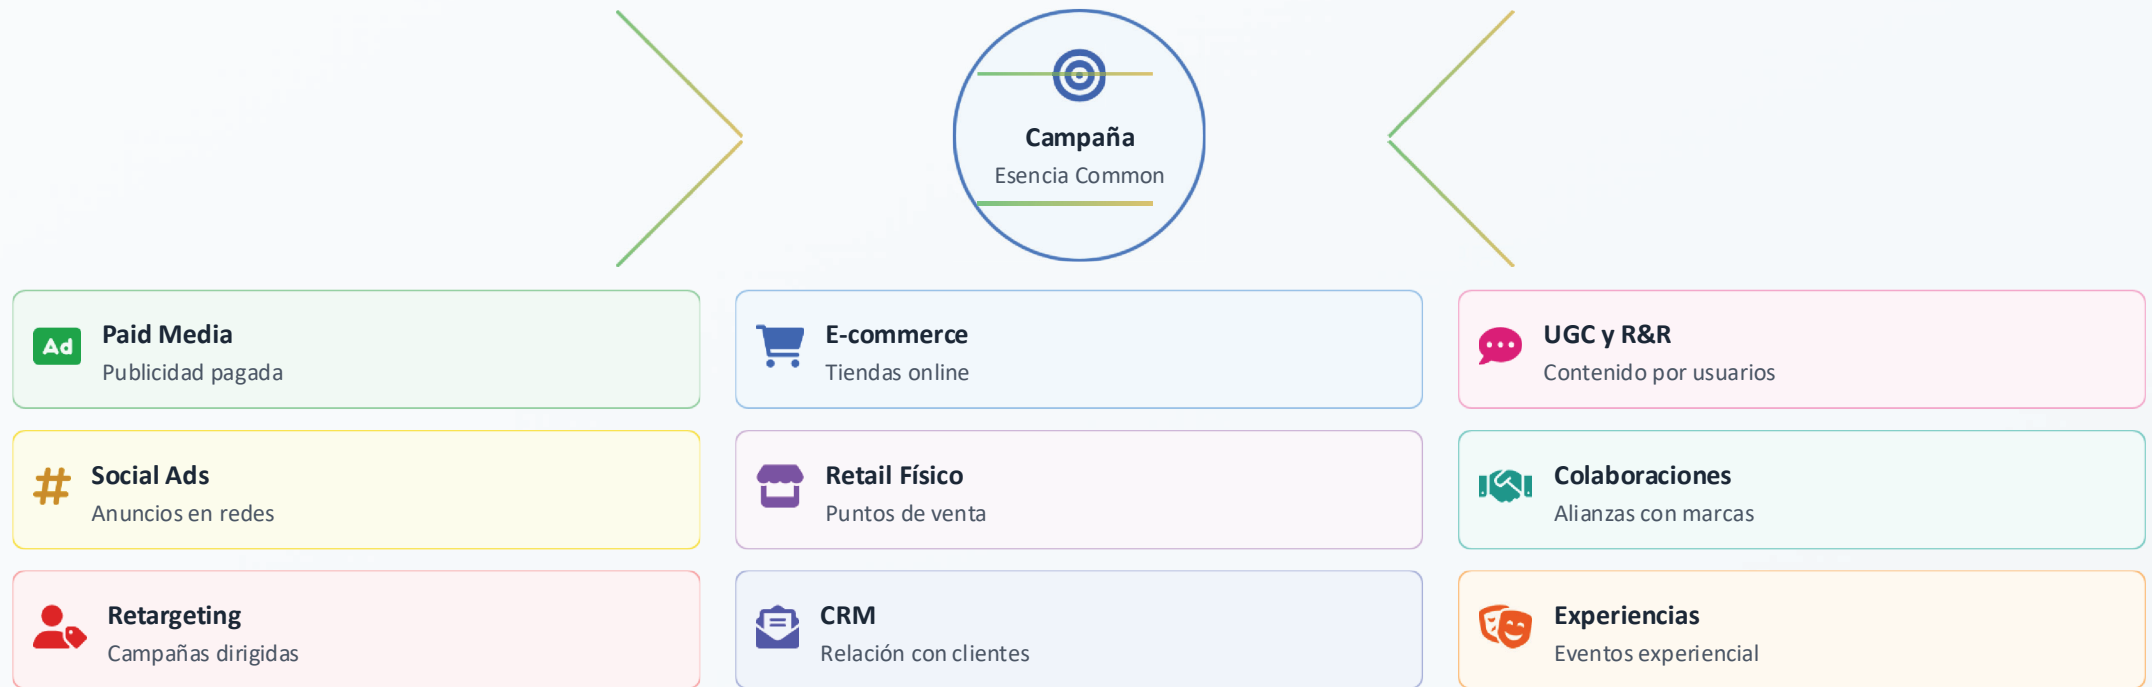 Campaña
Esencia Common
Ad
Paid Media
Publicidad pagada
E-commerce
Tiendas online
UGC y R&R
Contenido por usuarios
Social Ads
Anuncios en redes
Retail Físico
Puntos de venta
Colaboraciones
Alianzas con marcas
Retargeting
Campañas dirigidas
CRM
Relación con clientes
Experiencias
Eventos experiencial